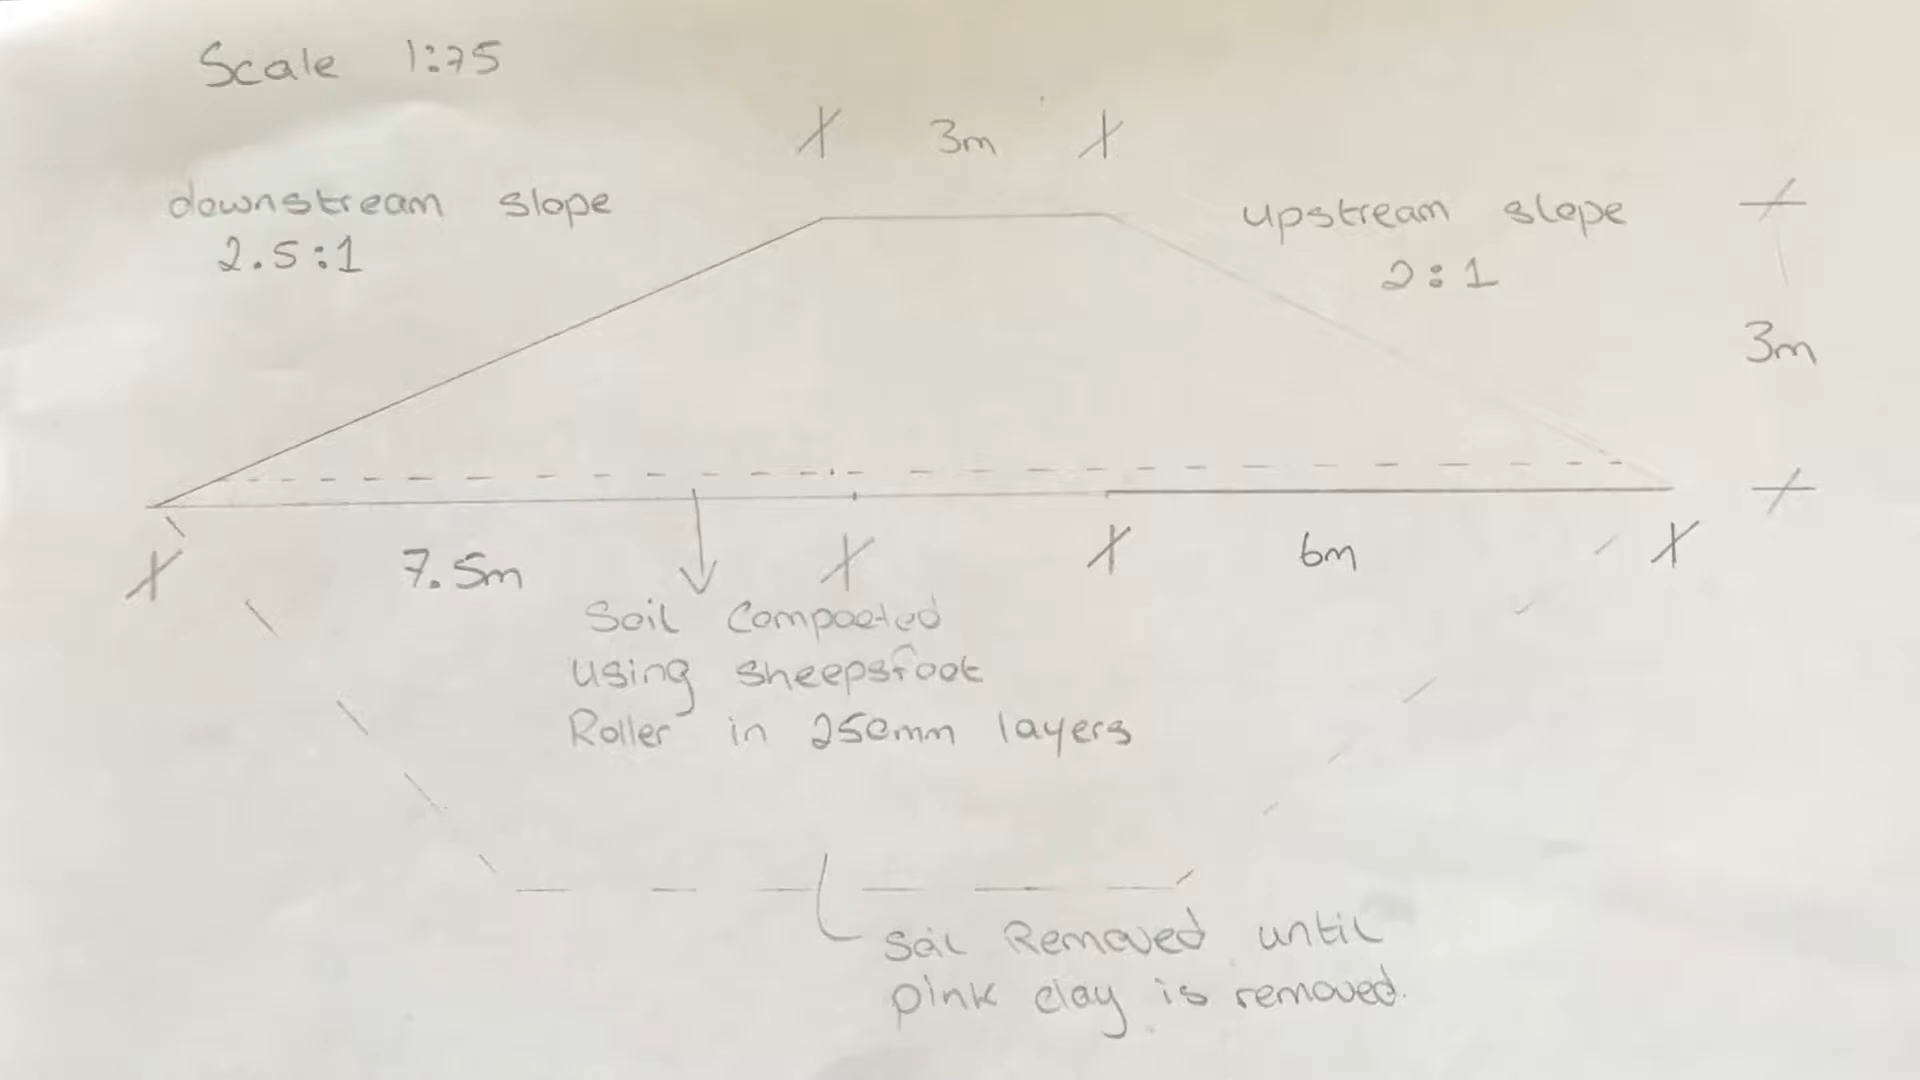 Scale 1:75
3m
downstream slope
2.5:1
upstream slope
2:1
3m
7.5m
6m
Soil Compacted
using sheepsfoot
Roller in 250mm layers
Soil Removed until
pink clay is removed.